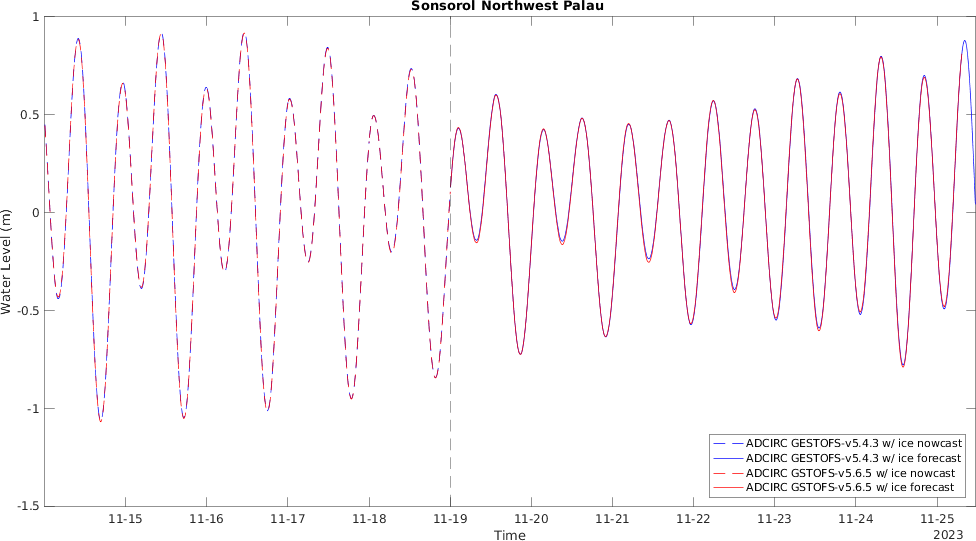 Sonsorol Northwest Palau
1
0.5
0
-0.5
-1
-1.5
Water Level (m)
ADCIRC GESTOFS-v5.4.3 w/ ice nowcast
ADCIRC GESTOFS-v5.4.3 w/ ice forecast
ADCIRC GSTOFS-v5.6.5 w/ ice nowcast
ADCIRC GSTOFS-v5.6.5 w/ ice forecast
11-15 11-16 11-17 11-18 11-19 11-20 11-21 11-22 11-23 11-24 11-25
Time
2023